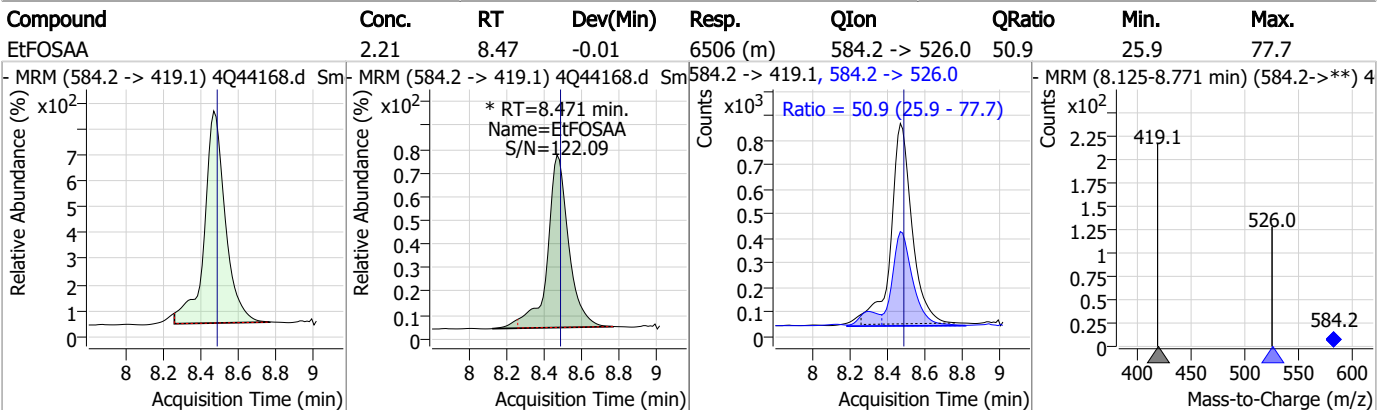 Compound Conc. RT Dev(Min) Resp. QIon QRatio Min. Max.
EtFOSAA 2.21 8.47 -0.01 6506 (m) 584.2 -> 526.0 50.9 25.9 77.7
- MRM (584.2 -> 419.1) 4Q44168.d Sm
x10²
Relative Abundance (%)
7
6
5
4
3
2
1
0
8 8.2 8.4 8.6 8.8 9
Acquisition Time (min)
- MRM (584.2 -> 419.1) 4Q44168.d Sm
x10²
* RT=8.471 min.
Name=EtFOSAA
S/N=122.09
Relative Abundance (%)
0.8
0.7
0.6
0.5
0.4
0.3
0.2
0.1
0
8 8.2 8.4 8.6 8.8 9
Acquisition Time (min)
584.2 -> 419.1, 584.2 -> 526.0
x10³
Ratio = 50.9 (25.9 - 77.7)
Counts
0.8
0.7
0.6
0.5
0.4
0.3
0.2
0.1
0
8 8.2 8.4 8.6 8.8 9
Acquisition Time (min)
- MRM (8.125-8.771 min) (584.2->**) 4
x10²
Counts
2.25
2
1.75
1.5
1.25
1
0.75
0.5
0.25
0
419.1
526.0
584.2
400 450 500 550 600
Mass-to-Charge (m/z)